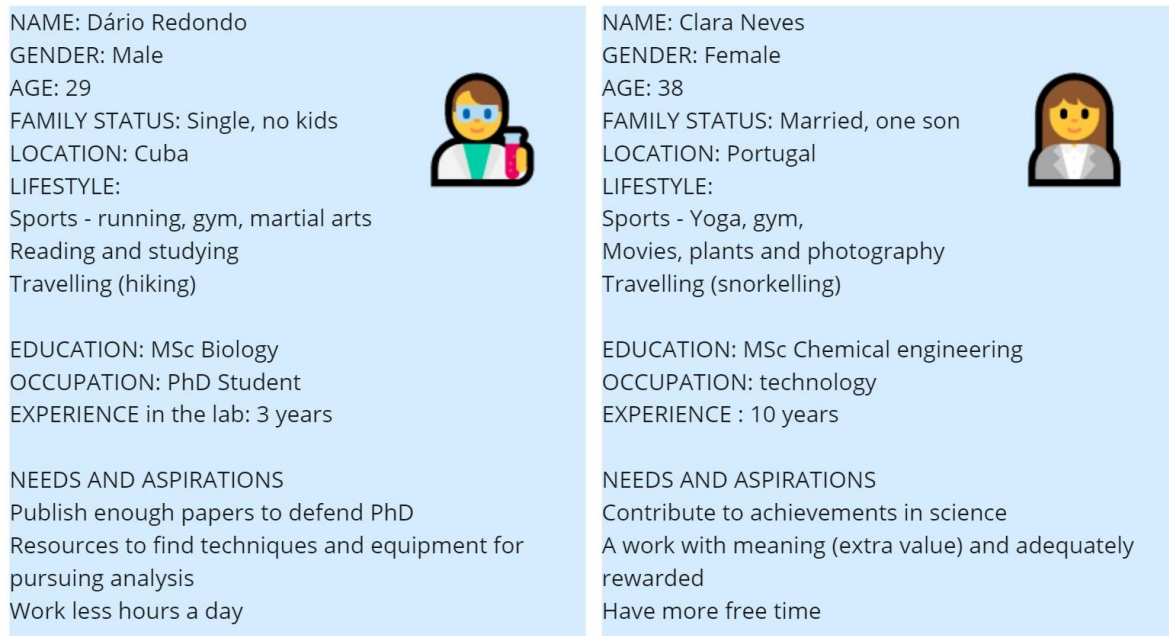 NAME: Dário Redondo
GENDER: Male
AGE: 29
FAMILY STATUS: Single, no kids
LOCATION: Cuba
LIFESTYLE:
Sports - running, gym, martial arts
Reading and studying
Travelling (hiking)
EDUCATION: MSc Biology
OCCUPATION: PhD Student
EXPERIENCE in the lab: 3 years
NEEDS AND ASPIRATIONS
Publish enough papers to defend PhD
Resources to find techniques and equipment for
pursuing analysis
Work less hours a day
NAME: Clara Neves
GENDER: Female
AGE: 38
FAMILY STATUS: Married, one son
LOCATION: Portugal
LIFESTYLE:
Sports - Yoga, gym,
Movies, plants and photography
Travelling (snorkelling)
EDUCATION: MSc Chemical engineering
OCCUPATION: technology
EXPERIENCE : 10 years
NEEDS AND ASPIRATIONS
Contribute to achievements in science
A work with meaning (extra value) and adequately
rewarded
Have more free time